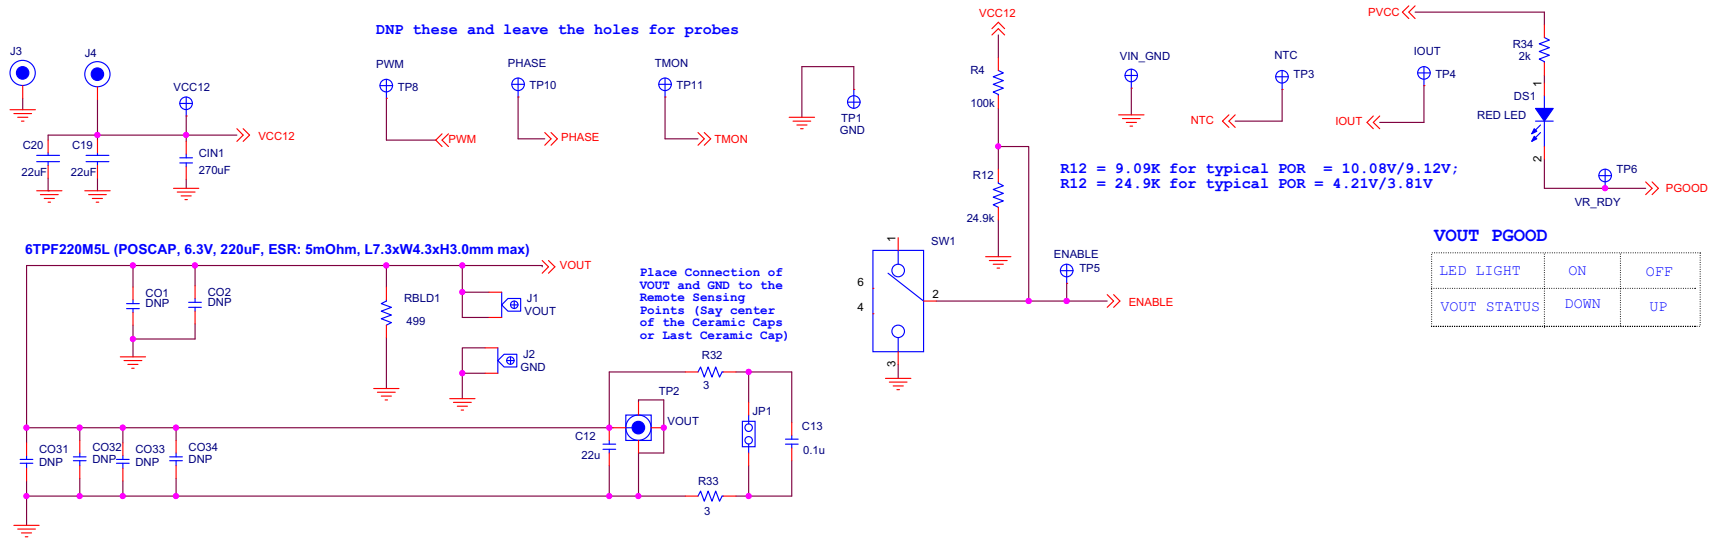 DNP these and leave the holes for probes
J3
J4
VCC12
VCC12
C20
22uF
C19
22uF
CIN1
270uF
PWM
TP8
PWM
PHASE
TP10
PHASE
TMON
TP11
TMON
TP1
GND
VCC12
R4
100k
R12
24.9k
VIN_GND
NTC
TP3
NTC
IOUT
TP4
IOUT
PVCC
R34
2k
1
DS1
RED LED
2
TP6
VR_RDY
PGOOD
R12 = 9.09K for typical POR = 10.08V/9.12V;
R12 = 24.9K for typical POR = 4.21V/3.81V
SW1
1
6
4
2
3
ENABLE
TP5
ENABLE
VOUT PGOOD
LED LIGHT ON OFF
VOUT STATUS DOWN UP
6TPF220M5L (POSCAP, 6.3V, 220uF, ESR: 5mOhm, L7.3xW4.3xH3.0mm max)
VOUT
CO1
DNP
CO2
DNP
RBLD1
499
J1
VOUT
J2
GND
Place Connection of
VOUT and GND to the
Remote Sensing
Points (Say center
of the Ceramic Caps
or Last Ceramic Cap)
R32
3
TP2
VOUT
JP1
C12
22u
C13
0.1u
R33
3
CO31
DNP
CO32
DNP
CO33
DNP
CO34
DNP